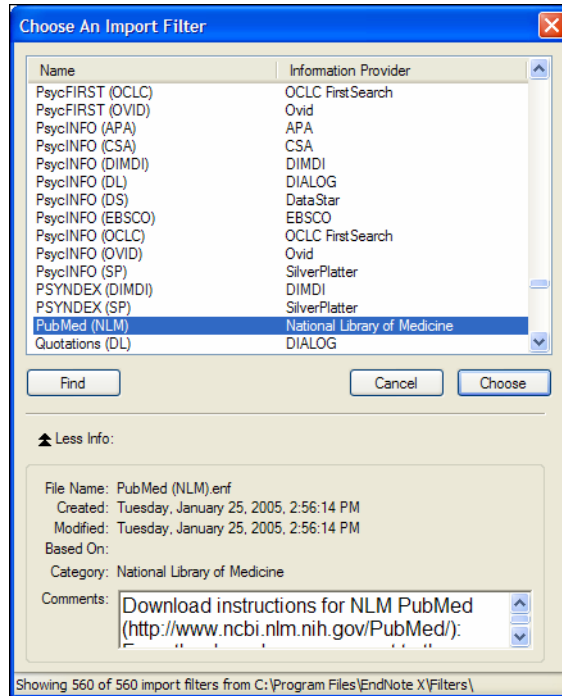 Choose An Import Filter
Name Information Provider
PsycFIRST (OCLC) OCLC FirstSearch
PsycFIRST (OVID) Ovid
PsycINFO (APA) APA
PsycINFO (CSA) CSA
PsycINFO (DIMDI) DIMDI
PsycINFO (DL) DIALOG
PsycINFO (DS) DataStar
PsycINFO (EBSCO) EBSCO
PsycINFO (OCLC) OCLC FirstSearch
PsycINFO (OVID) Ovid
PsycINFO (SP) SilverPlatter
PSYNDEX (DIMDI) DIMDI
PSYNDEX (SP) SilverPlatter
PubMed (NLM) National Library of Medicine
Quotations (DL) DIALOG
Find Cancel Choose
Less Info:
File Name: PubMed (NLM).enf
Created: Tuesday, January 25, 2005, 2:56:14 PM
Modified: Tuesday, January 25, 2005, 2:56:14 PM
Based On:
Category: National Library of Medicine
Comments: Download instructions for NLM PubMed
(http://www.ncbi.nlm.nih.gov/PubMed/):
Showing 560 of 560 import filters from C:\Program Files\EndNote X\Filters\